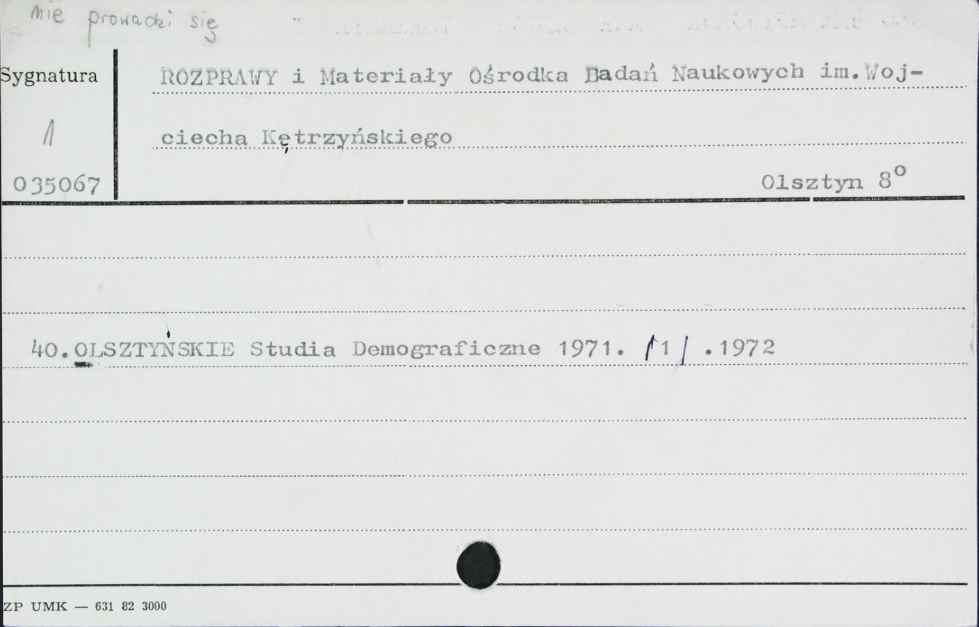 nie prowadzi się
Sygnatura
ROZPRAWY i Materiały Ośrodka Badań Naukowych im.Woj-
ciecha Kętrzyńskiego
035067
Olsztyn 8o
40.OLSZTYŃSKIE Studia Demograficzne 1971. /1/ .1972
ZP UMK — 631 82 3000